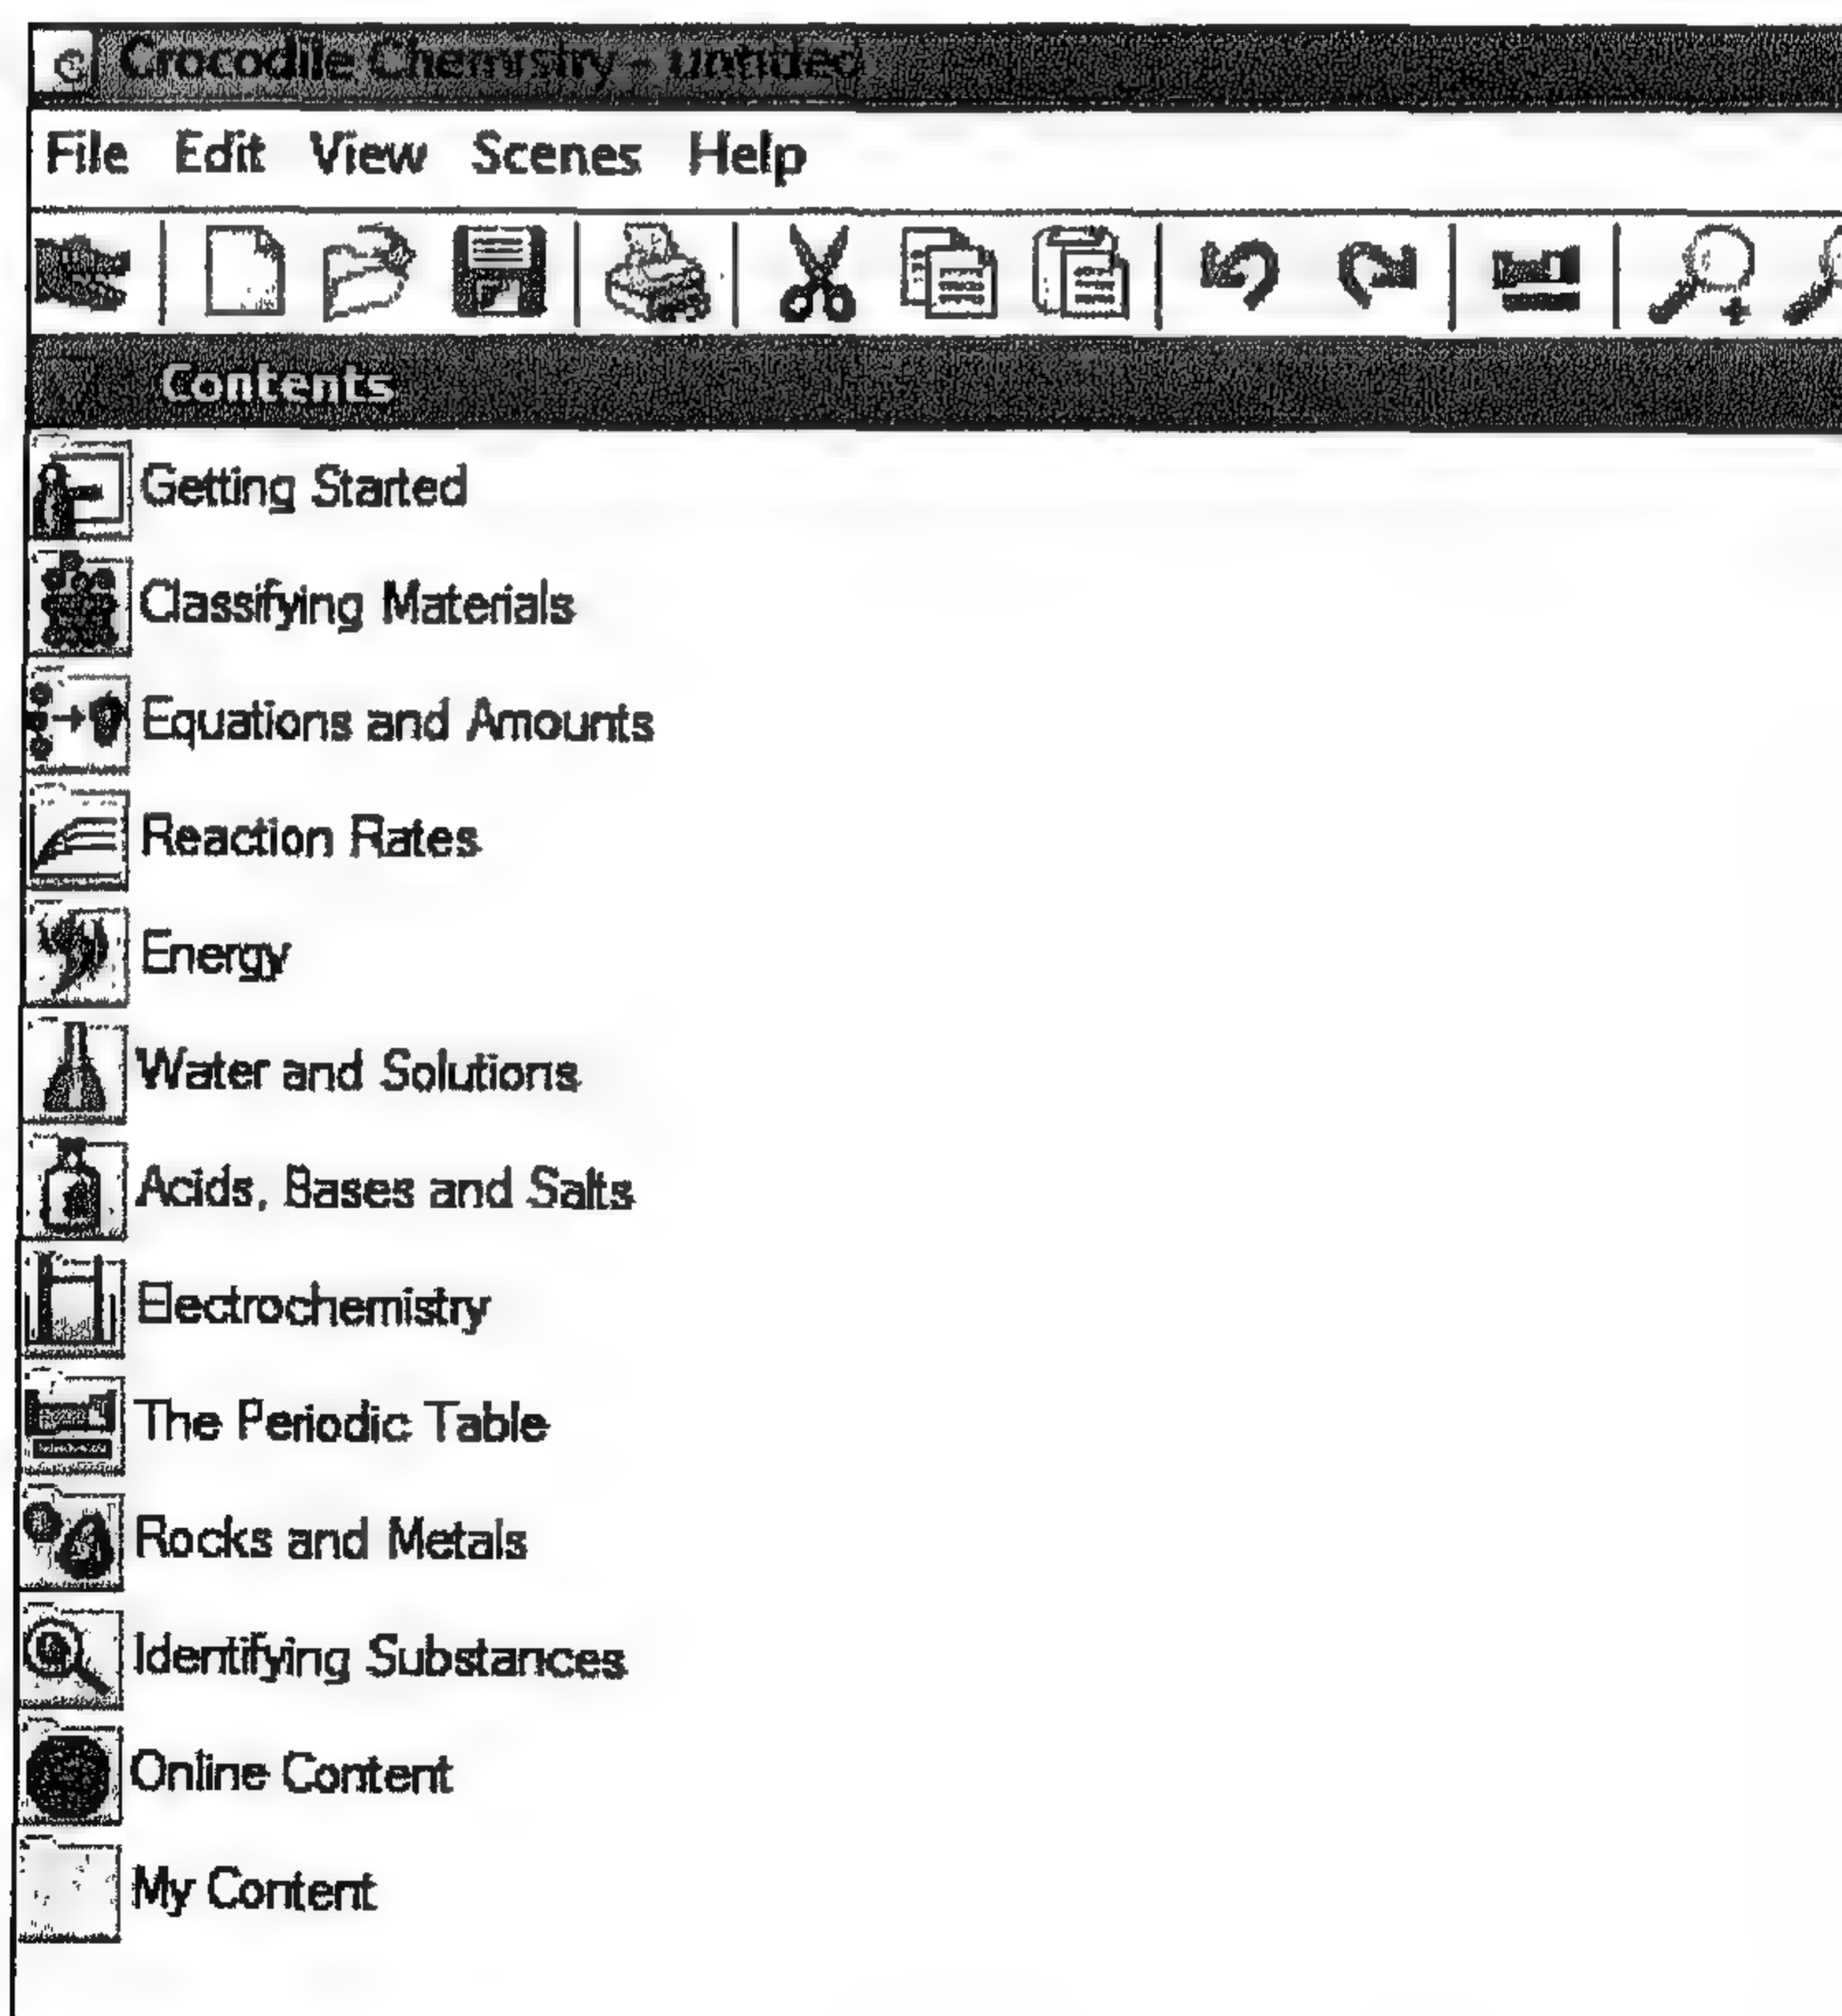 Crocodile Chemistry - untitled
File Edit View Scenes Help
Contents
Getting Started
Classifying Materials
Equations and Amounts
Reaction Rates
Energy
Water and Solutions
Acids, Bases and Salts
Electrochemistry
The Periodic Table
Rocks and Metals
Identifying Substances
Online Content
My Content